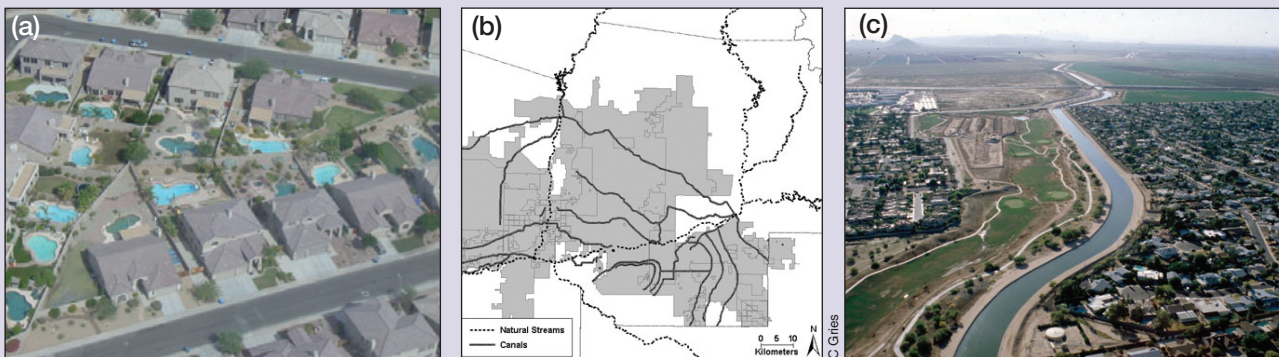 (a)
(b)
(c)
Natural Streams
Canals
0 5 10
Kilometers
N
C Gries